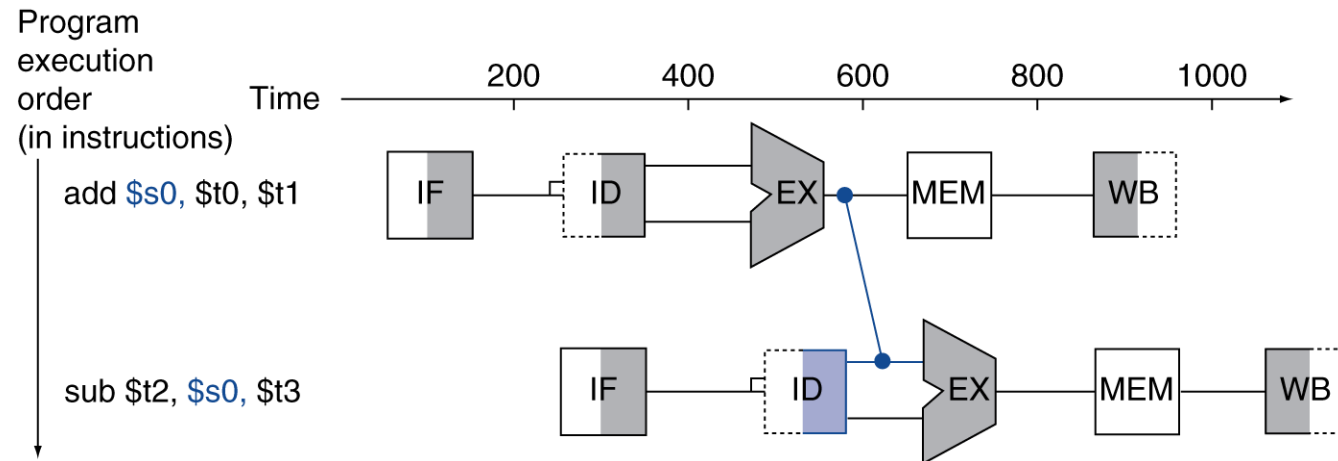 Program
execution
order
(in instructions)
Time
200 400 600 800 1000
add $s0, $t0, $t1
IF ID EX MEM WB
sub $t2, $s0, $t3
IF ID EX MEM WB